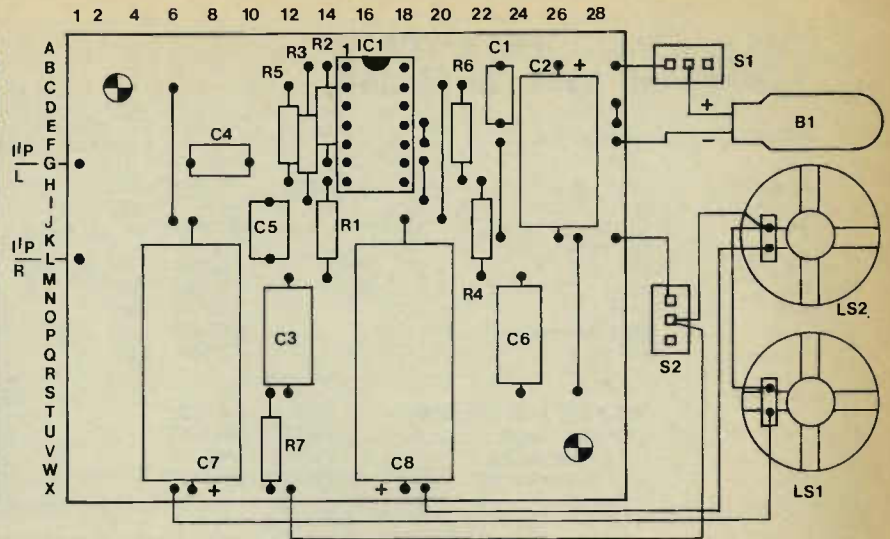 1 2 4 6 8 10 12 14 16 18 20 22 24 26 28
A
B
C
D
E
F
G
H
I
J
K
L
M
N
O
P
Q
R
S
T
U
V
W
X
I/P
L
I/P
R
R5
R3
R2
1
IC1
R6
C1
C2
+
S1
+
−
B1
C4
C5
R1
R4
LS2
C3
C6
S2
R7
C7
+
+
C8
LS1